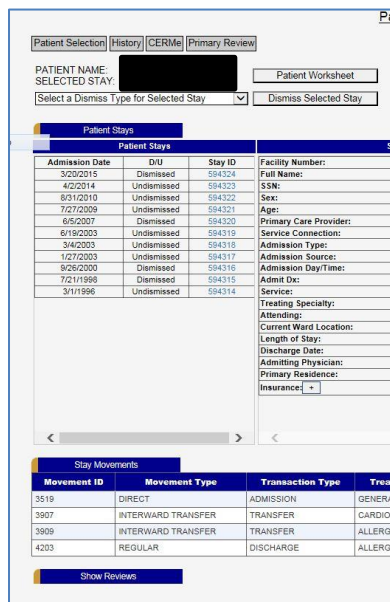 Patient Selection History CERMe Primary Review
PATIENT NAME:
SELECTED STAY:
Patient Worksheet
Select a Dismiss Type for Selected Stay Dismiss Selected Stay
Patient Stays
Patient Stays
Admission Date D/U Stay ID
3/20/2015 Dismissed 594324
4/2/2014 Undismissed 594323
8/31/2010 Undismissed 594322
7/27/2009 Undismissed 594321
6/5/2007 Dismissed 594320
6/19/2003 Undismissed 594319
3/4/2003 Undismissed 594318
1/27/2003 Undismissed 594317
9/26/2000 Dismissed 594316
7/21/1998 Dismissed 594315
3/1/1996 Undismissed 594314
Facility Number:
Full Name:
SSN:
Sex:
Age:
Primary Care Provider:
Service Connection:
Admission Type:
Admission Source:
Admission Day/Time:
Admit Dx:
Service:
Treating Specialty:
Attending:
Current Ward Location:
Length of Stay:
Discharge Date:
Admitting Physician:
Primary Residence:
Insurance: +
Stay Movements
Movement ID Movement Type Transaction Type Trea
3519 DIRECT ADMISSION GENERA
3907 INTERWARD TRANSFER TRANSFER CARDIO
3909 INTERWARD TRANSFER TRANSFER ALLERG
4203 REGULAR DISCHARGE ALLERG
Show Reviews